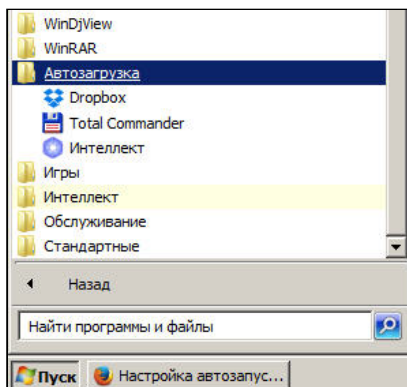 WinDjView
WinRAR
Автозагрузка
Dropbox
Total Commander
Интеллект
Игры
Интеллект
Обслуживание
Стандартные
Назад
Найти программы и файлы
Пуск Настройка автозапус...